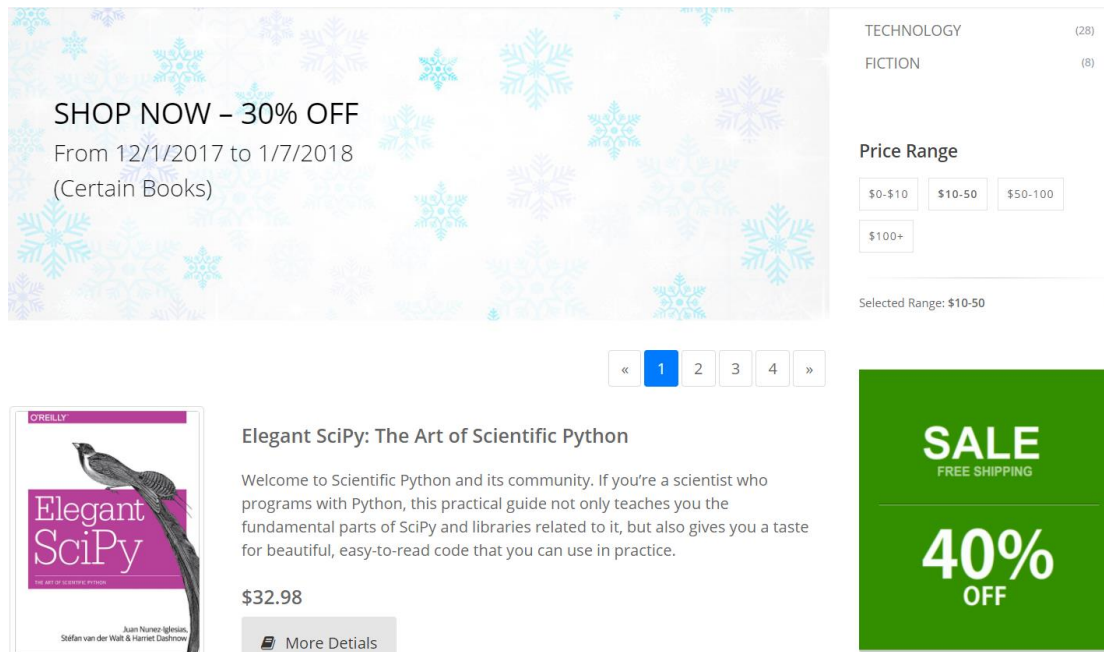 SHOP NOW – 30% OFF
From 12/1/2017 to 1/7/2018
(Certain Books)
TECHNOLOGY (28)
FICTION (8)
Price Range
$0-$10 $10-50 $50-100
$100+
Selected Range: $10-50
« 1 2 3 4 »
O'REILLY
Elegant
SciPy
THE ART OF SCIENTIFIC PYTHON
Juan Nunez-Iglesias,
Stéfan van der Walt & Harriet Dashnow
Elegant SciPy: The Art of Scientific Python
Welcome to Scientific Python and its community. If you’re a scientist who
programs with Python, this practical guide not only teaches you the
fundamental parts of SciPy and libraries related to it, but also gives you a taste
for beautiful, easy-to-read code that you can use in practice.
$32.98
More Detials
SALE
FREE SHIPPING
40%
OFF